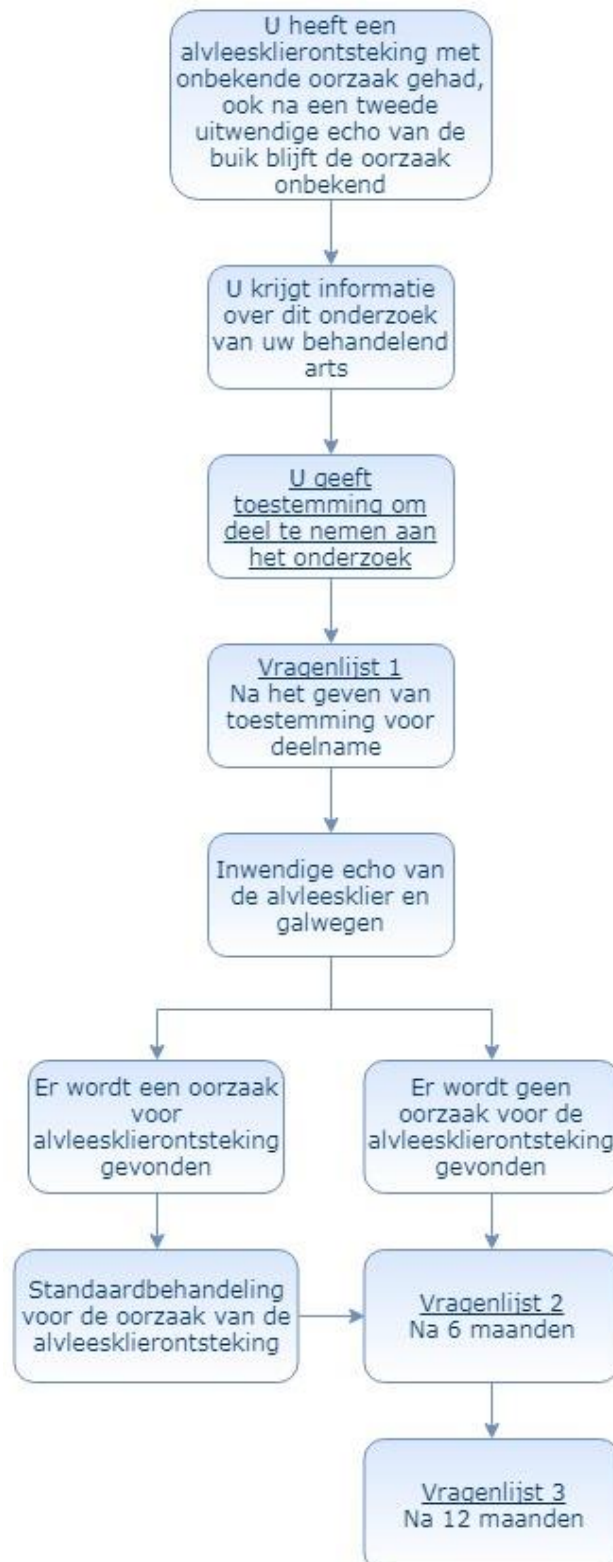 U heeft een
alvleesklierontsteking met
onbekende oorzaak gehad,
ook na een tweede
uitwendige echo van de
buik blijft de oorzaak
onbekend
U krijgt informatie
over dit onderzoek
van uw behandelend
arts
U geeft
toestemming om
deel te nemen aan
het onderzoek
Vragenlijst 1
Na het geven van
toestemming voor
deelname
Inwendige echo van
de alvleesklier en
galwegen
Er wordt een oorzaak
voor
alvleesklierontsteking
gevonden
Er wordt geen
oorzaak voor de
alvleesklierontsteking
gevonden
Standaardbehandeling
voor de oorzaak van de
alvleesklierontsteking
Vragenlijst 2
Na 6 maanden
Vragenlijst 3
Na 12 maanden